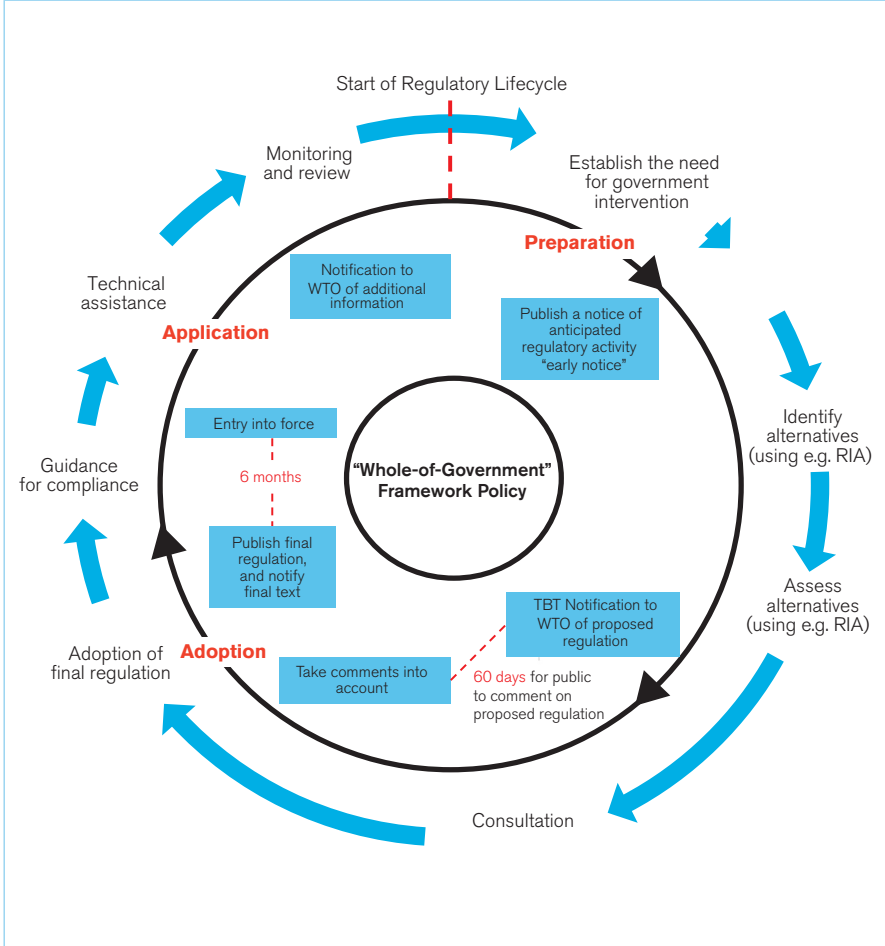 Start of Regulatory Lifecycle
Establish the need
for government
intervention
Preparation
Publish a notice of
anticipated
regulatory activity
“early notice”
Identify
alternatives
(using e.g. RIA)
Assess
alternatives
(using e.g. RIA)
TBT Notification to
WTO of proposed
regulation
60 days for public
to comment on
proposed regulation
Consultation
Take comments into
account
Adoption
Adoption of
final regulation
Publish final
regulation,
and notify
final text
6 months
Entry into force
Guidance
for compliance
Application
Technical
assistance
Notification to
WTO of additional
information
Monitoring
and review
“Whole-of-Government”
Framework Policy